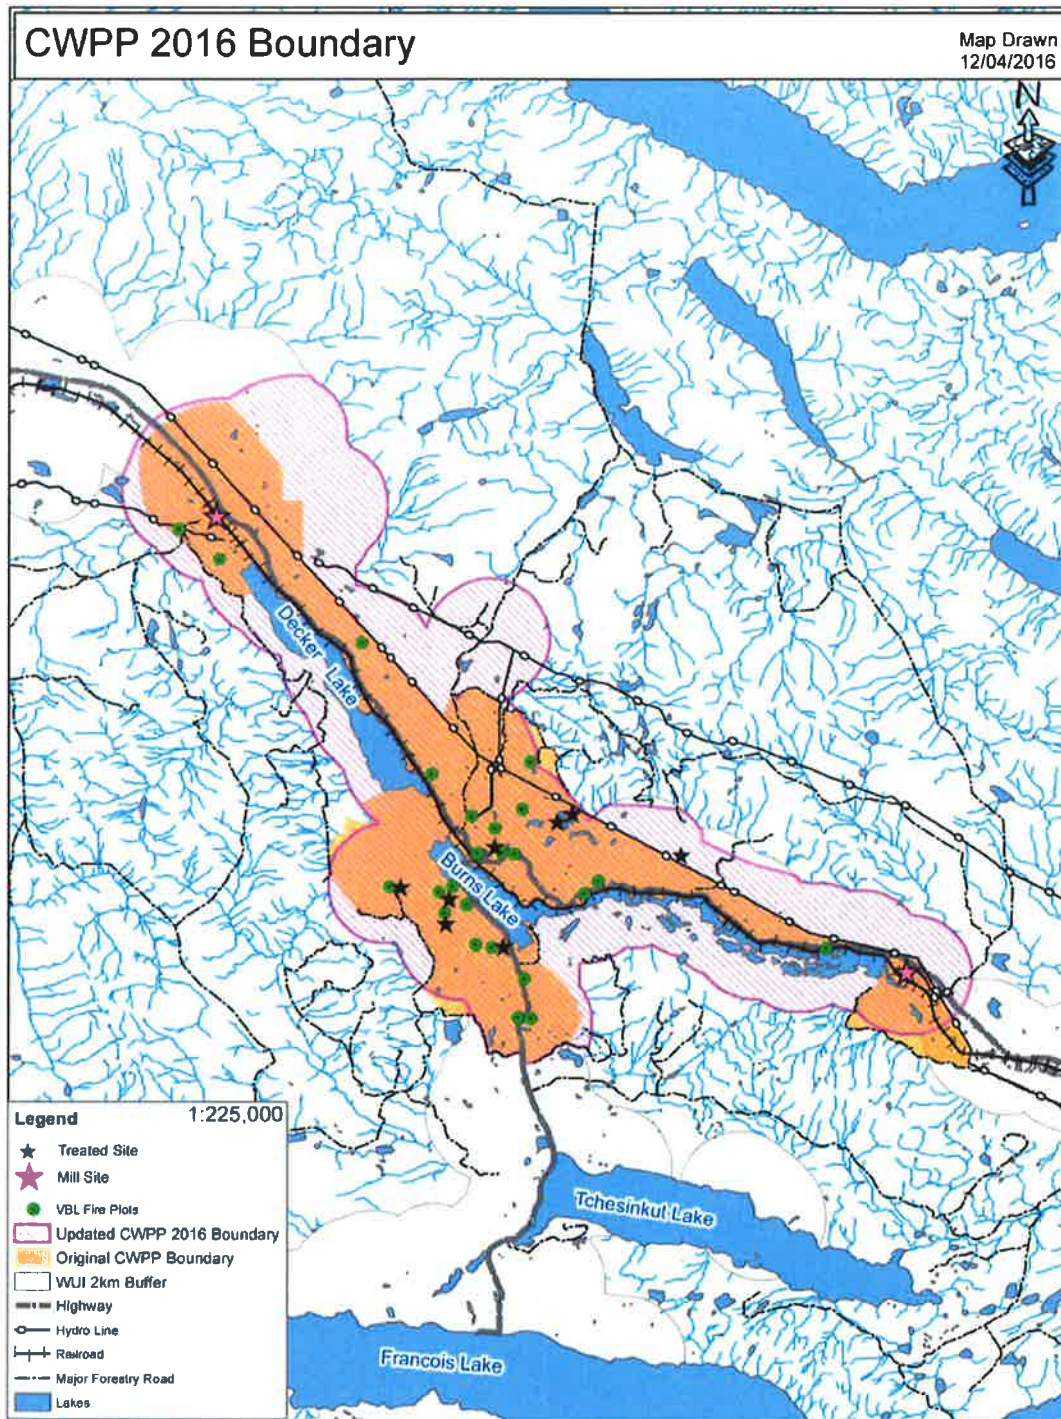 CWPP 2016 Boundary
Map Drawn
12/04/2016
N
Decker Lake
Burns Lake
Tchesinkut Lake
Francois Lake
Legend 1:225,000
Treated Site
Mill Site
VBL Fire Plots
Updated CWPP 2016 Boundary
Original CWPP Boundary
WUI 2km Buffer
Highway
Hydro Line
Railroad
Major Forestry Road
Lakes